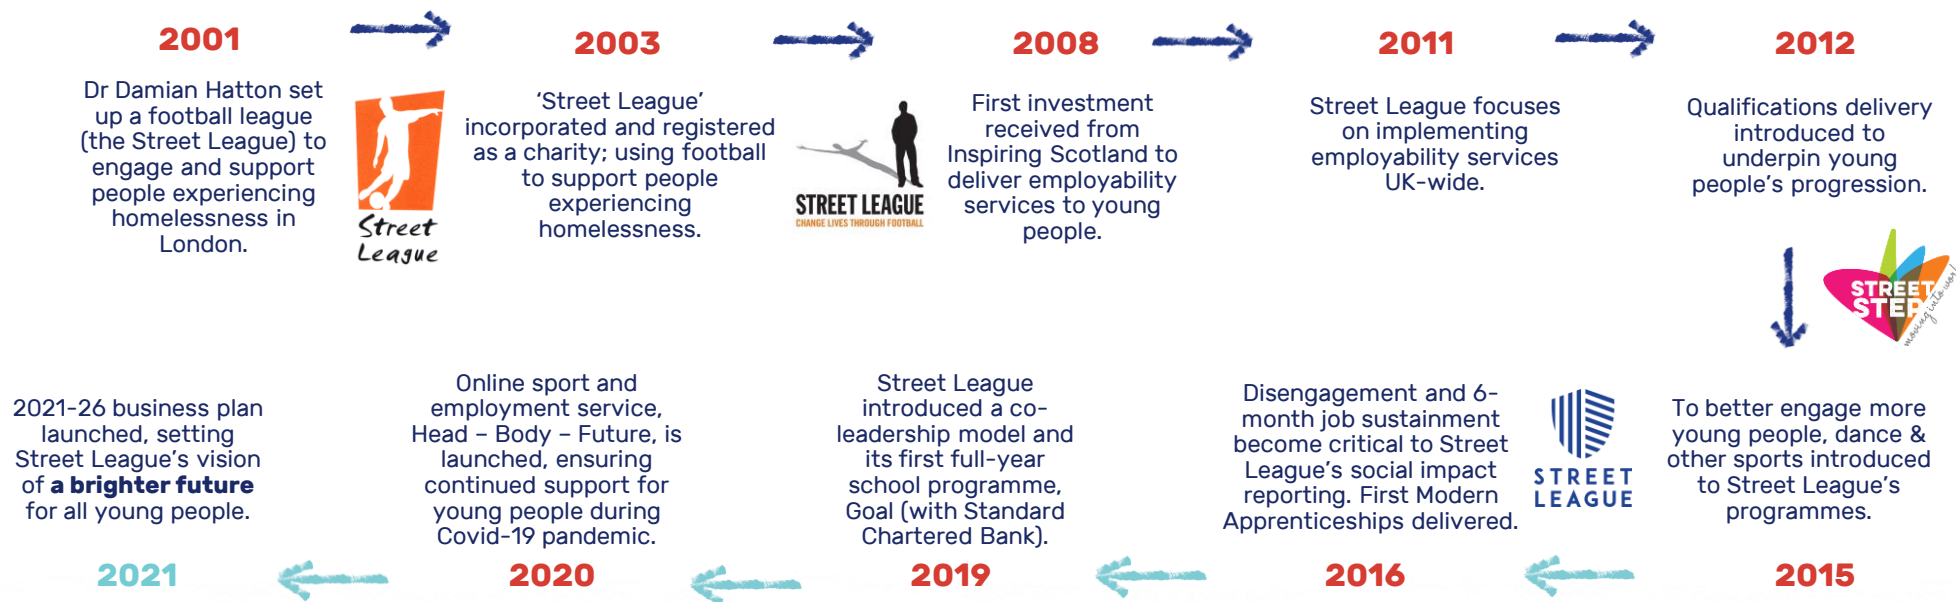 2001
Dr Damian Hatton set
up a football league
(the Street League) to
engage and support
people experiencing
homelessness in
London.
Street
League
2003
‘Street League’
incorporated and registered
as a charity; using football
to support people
experiencing
homelessness.
STREET LEAGUE
CHANGE LIVES THROUGH FOOTBALL
2008
First investment
received from
Inspiring Scotland to
deliver employability
services to young
people.
2011
Street League focuses
on implementing
employability services
UK-wide.
2012
Qualifications delivery
introduced to
underpin young
people’s progression.
STREET
moving into
To better engage more
young people, dance &
other sports introduced
to Street League’s
programmes.
2015
STREET
LEAGUE
Disengagement and 6-
month job sustainment
become critical to Street
League’s social impact
reporting. First Modern
Apprenticeships delivered.
2016
Street League
introduced a co-
leadership model and
its first full-year
school programme,
Goal (with Standard
Chartered Bank).
2019
Online sport and
employment service,
Head – Body – Future, is
launched, ensuring
continued support for
young people during
Covid-19 pandemic.
2020
2021-26 business plan
launched, setting
Street League’s vision
of a brighter future
for all young people.
2021